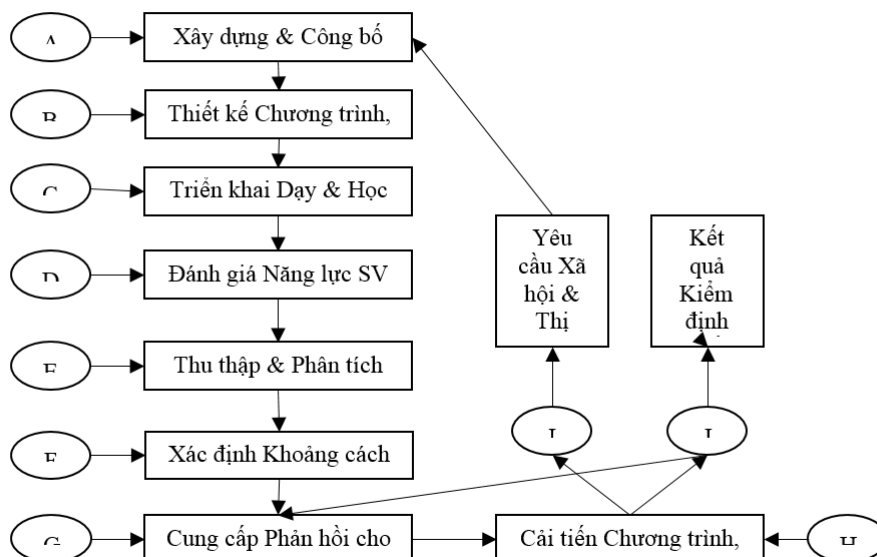 A
Xây dựng & Công bố
B
Thiết kế Chương trình,
C
Triển khai Dạy & Học
D
Đánh giá Năng lực SV
Thu thập & Phân tích
Xác định Khoảng cách
G
Cung cấp Phản hồi cho
Cải tiến Chương trình,
H
Yêu
cầu Xã
hội &
Thị
Kết
quả
Kiểm
định